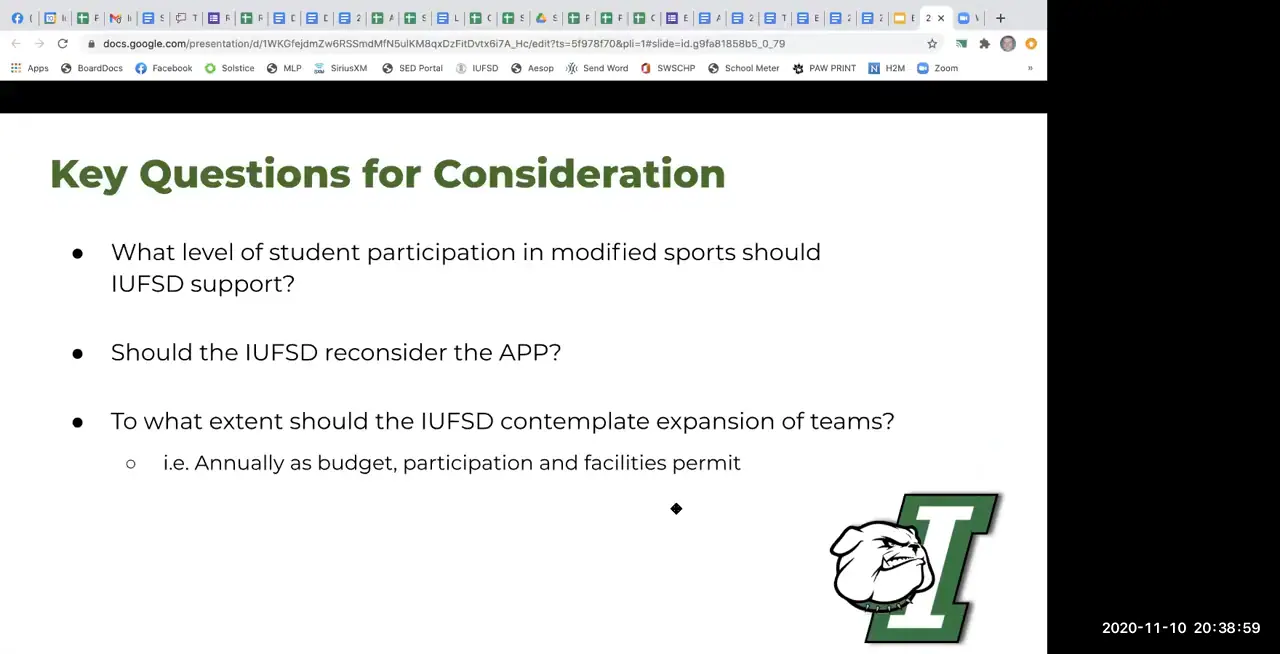 docs.google.com/presentation/d/1WKGfejdmZw6RSSmdMfN5ulKM8qxDzFitDvtx6i7A_Hc/edit?ts=5f978f70&pli=1#slide=id.g9fa81858b5_0_79
Apps BoardDocs Facebook Solstice MLP SiriusXM SED Portal IUFSD Aesop Send Word SWSCHP School Meter PAW PRINT H2M Zoom »
Key Questions for Consideration
● What level of student participation in modified sports should
IUFSD support?
● Should the IUFSD reconsider the APP?
● To what extent should the IUFSD contemplate expansion of teams?
○ i.e. Annually as budget, participation and facilities permit
I
2020-11-10 20:38:59